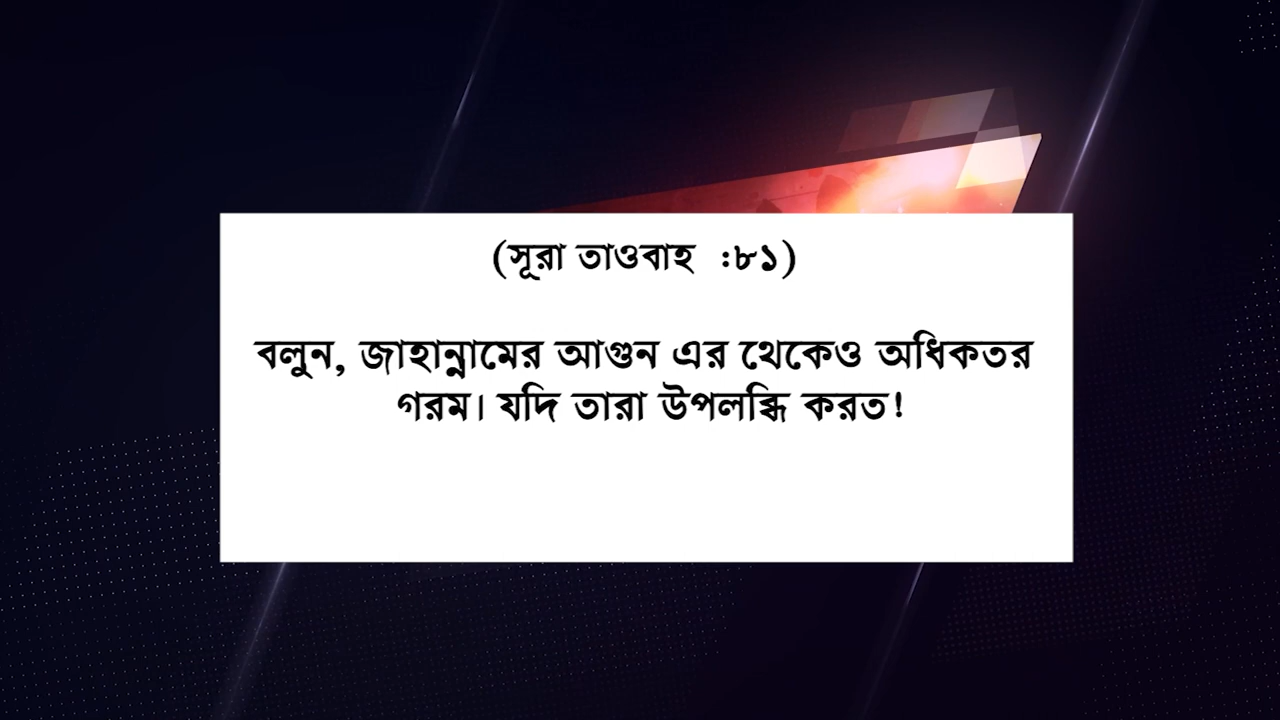 (সূরা তাওবাহ :৮১)
বলুন, জাহান্নামের আগুন এর থেকেও অধিকতর
গরম। যদি তারা উপলব্ধি করত!